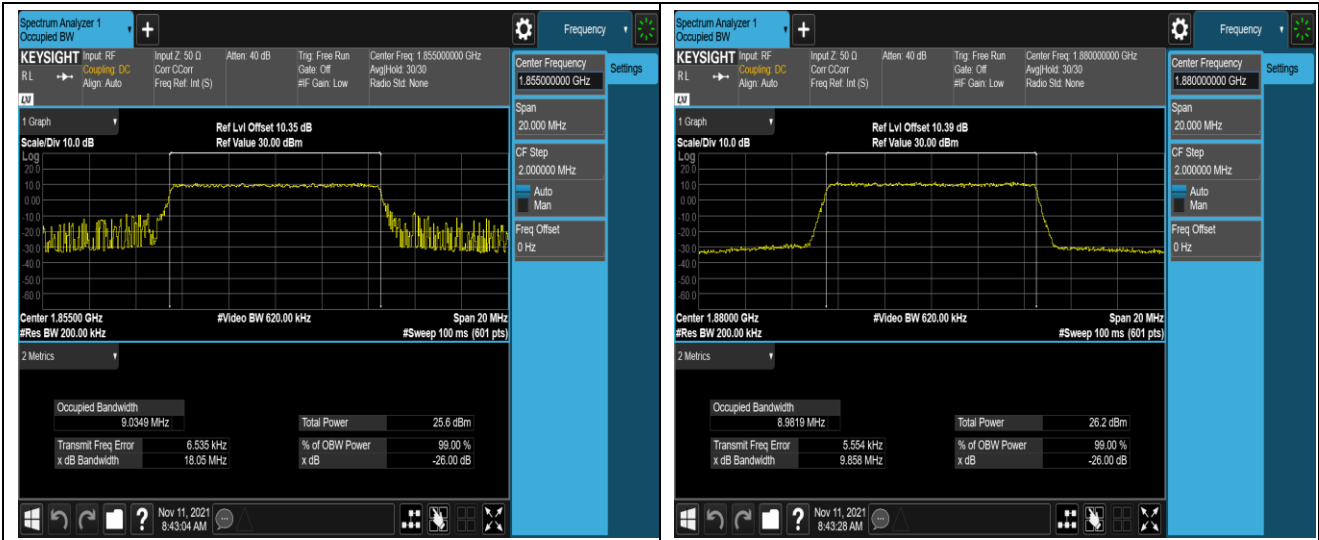 Spectrum Analyzer 1
Occupied BW
+
Frequency
KEYSIGHT
Input: RF
Coupling: DC
Align: Auto
Input Z: 50 Ω
Corr CCorr
Freq Ref: Int (S)
Atten: 40 dB
Trig: Free Run
Gate: Off
#IF Gain: Low
Center Freq: 1.855000000 GHz
Avg|Hold: 30/30
Radio Std: None
RL
LXI
Center Frequency
1.855000000 GHz
Settings
Span
20.000 MHz
CF Step
2.000000 MHz
Auto
Man
Freq Offset
0 Hz
1 Graph
Ref Lvl Offset 10.35 dB
Scale/Div 10.0 dB
Ref Value 30.00 dBm
Log
20.0
10.0
0.00
-10.0
-20.0
-30.0
-40.0
-50.0
-60.0
Center 1.85500 GHz
#Video BW 620.00 kHz
Span 20 MHz
#Res BW 200.00 kHz
#Sweep 100 ms (601 pts)
2 Metrics
Occupied Bandwidth
9.0349 MHz
Total Power 25.6 dBm
Transmit Freq Error 6.535 kHz
% of OBW Power 99.00 %
x dB Bandwidth 18.05 MHz
x dB -26.00 dB
?
Nov 11, 2021
8:43:04 AM
Spectrum Analyzer 1
Occupied BW
+
Frequency
KEYSIGHT
Input: RF
Coupling: DC
Align: Auto
Input Z: 50 Ω
Corr CCorr
Freq Ref: Int (S)
Atten: 40 dB
Trig: Free Run
Gate: Off
#IF Gain: Low
Center Freq: 1.880000000 GHz
Avg|Hold: 30/30
Radio Std: None
RL
LXI
Center Frequency
1.880000000 GHz
Settings
Span
20.000 MHz
CF Step
2.000000 MHz
Auto
Man
Freq Offset
0 Hz
1 Graph
Ref Lvl Offset 10.39 dB
Scale/Div 10.0 dB
Ref Value 30.00 dBm
Log
20.0
10.0
0.00
-10.0
-20.0
-30.0
-40.0
-50.0
-60.0
Center 1.88000 GHz
#Video BW 620.00 kHz
Span 20 MHz
#Res BW 200.00 kHz
#Sweep 100 ms (601 pts)
2 Metrics
Occupied Bandwidth
8.9819 MHz
Total Power 26.2 dBm
Transmit Freq Error 5.554 kHz
% of OBW Power 99.00 %
x dB Bandwidth 9.858 MHz
x dB -26.00 dB
?
Nov 11, 2021
8:43:28 AM